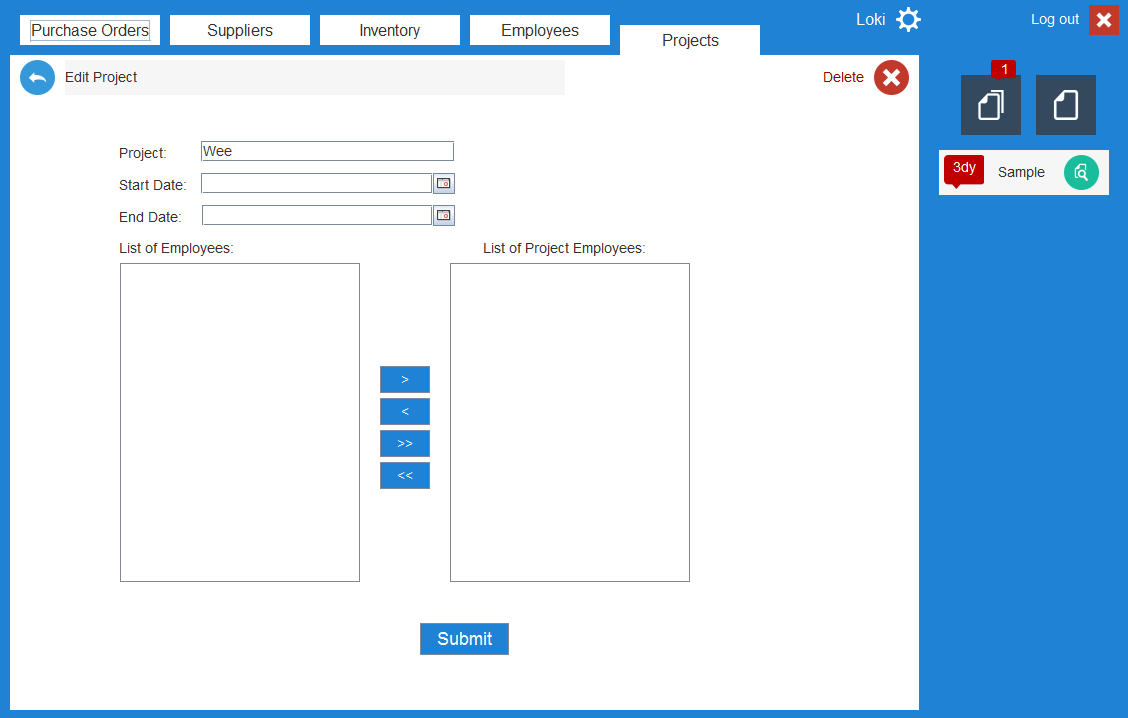 Purchase Orders
Suppliers
Inventory
Employees
Projects
Loki
Log out
Edit Project
Delete
1
3dy
Sample
Project:
Wee
Start Date:
End Date:
List of Employees:
List of Project Employees:
>
<
>>
<<
Submit